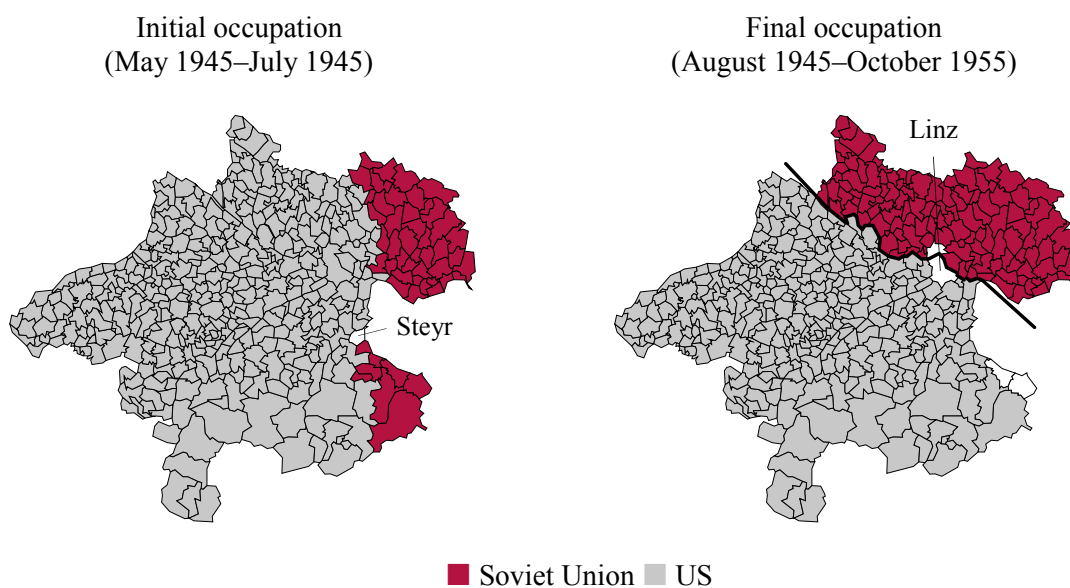 Initial occupation
(May 1945–July 1945)
Final occupation
(August 1945–October 1955)
Linz
Steyr
Soviet Union
US